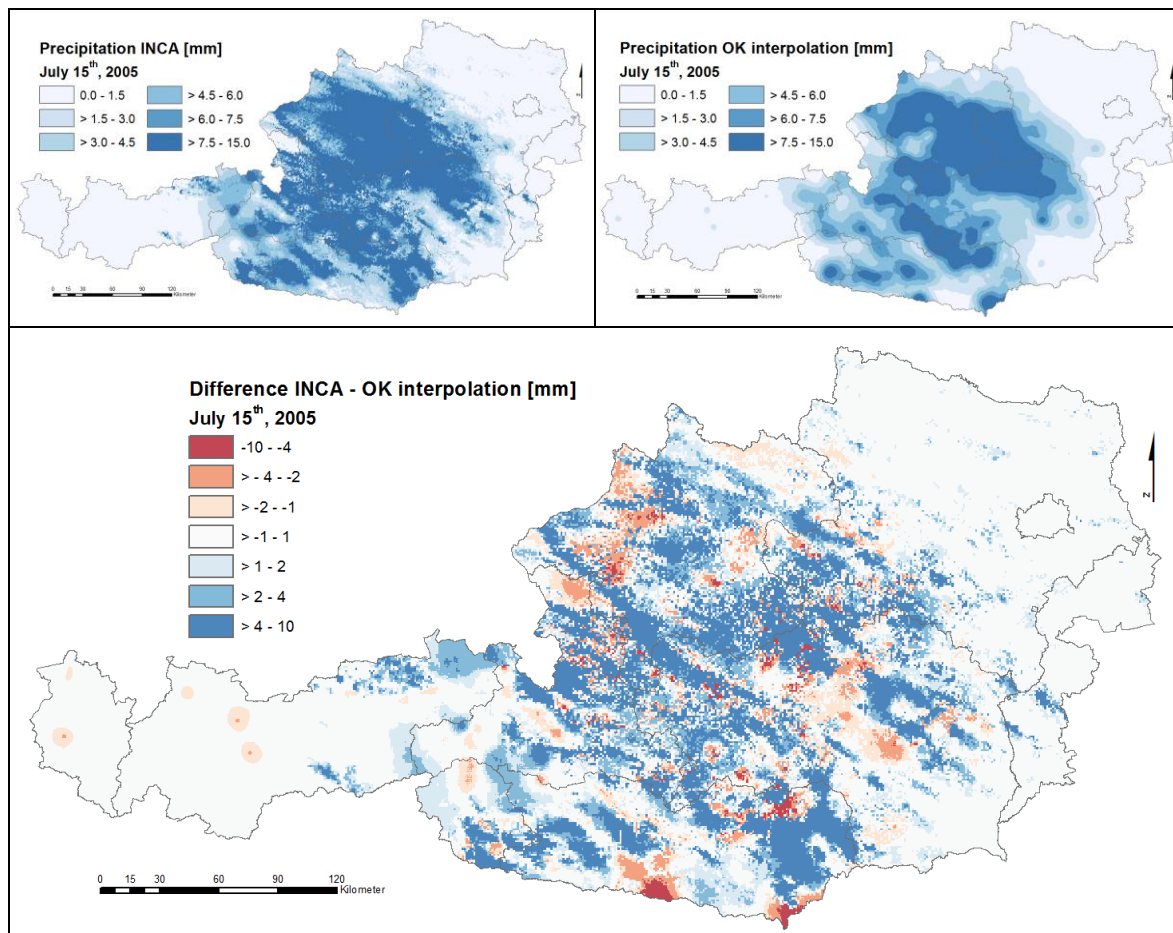 Precipitation INCA [mm]
July 15th, 2005
0.0 - 1.5
> 4.5 - 6.0
> 1.5 - 3.0
> 6.0 - 7.5
> 3.0 - 4.5
> 7.5 - 15.0
0 15 30 60 90 120
Kilometer
Precipitation OK interpolation [mm]
July 15th, 2005
0.0 - 1.5
> 4.5 - 6.0
> 1.5 - 3.0
> 6.0 - 7.5
> 3.0 - 4.5
> 7.5 - 15.0
0 15 30 60 90 120
Kilometer
Difference INCA - OK interpolation [mm]
July 15th, 2005
-10 - -4
> - 4 - -2
> -2 - -1
> -1 - 1
> 1 - 2
> 2 - 4
> 4 - 10
N
0 15 30 60 90 120
Kilometer